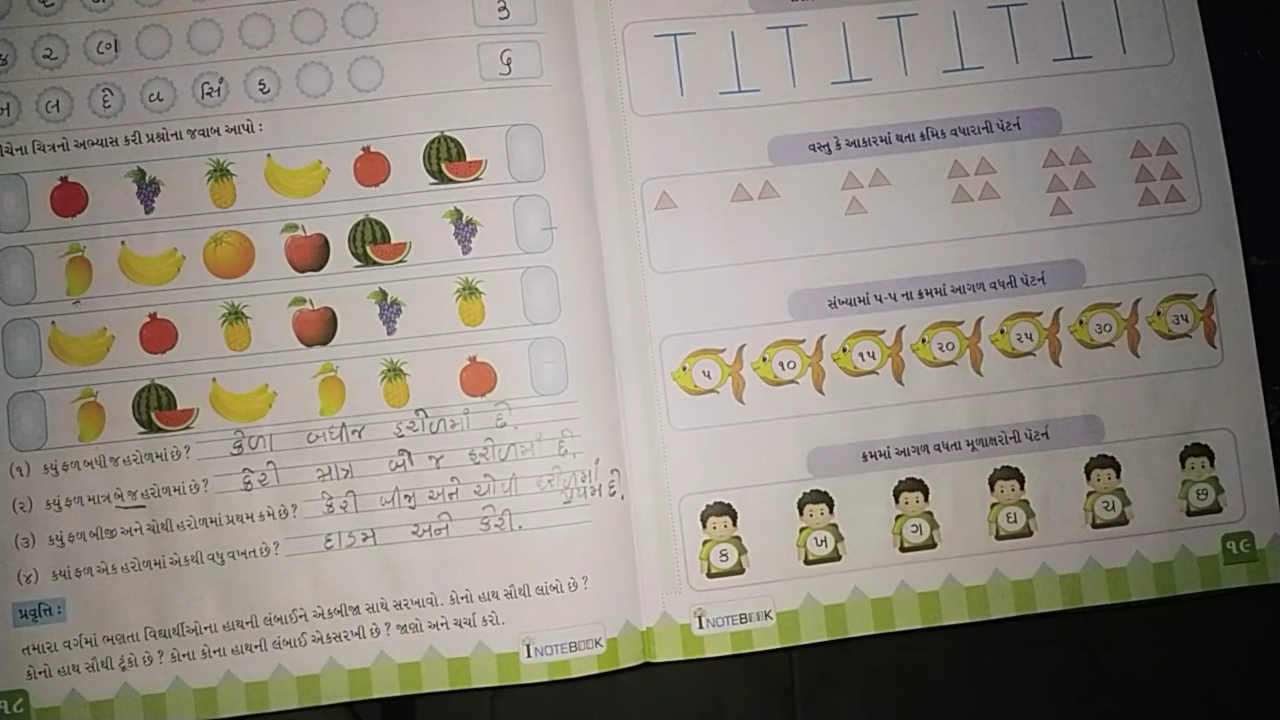 ૩
ર
૬
લ
દે
વ
સિં
હ
ચિત્રનો અભ્યાસ કરી પ્રશ્નોના જવાબ આપો :
(૧) કયું ફળ બધી જ હરોળમાં છે?
કેળા બધીજ હરોળમાં છે.
(૨) કયું ફળ માત્ર બે જ હરોળમાં છે?
કેરી માત્ર બે જ હરોળમાં છે.
(૩) કયું ફળ બીજી અને ચોથી હરોળમાં પ્રથમ ક્રમે છે?
કેરી બીજી અને ચોથી હરોળમાં પ્રથમ છે.
(૪) કયાં ફળ એક હરોળમાં એકથી વધુ વખત છે?
દાડમ અને કેરી.
પ્રવૃત્તિ :
તમારા વર્ગમાં ભણતા વિદ્યાર્થીઓના હાથની લંબાઈને એકબીજા સાથે સરખાવો. કોનો હાથ સૌથી લાંબો છે?
કોનો હાથ સૌથી ટૂંકો છે? કોના કોના હાથની લંબાઈ એકસરખી છે? જાણો અને ચર્ચા કરો.
iNOTEBOOK
૧૮
વસ્તુ કે આકારમાં થતા ક્રમિક વધારાની પૅટર્ન
સંખ્યામાં ૫-૫ ના ક્રમમાં આગળ વધતી પૅટર્ન
૫ ૧૦ ૧૫ ૨૦ ૨૫ ૩૦ ૩૫
ક્રમમાં આગળ વધતા મૂળાક્ષરોની પૅટર્ન
ક ખ ગ ઘ ચ છ
iNOTEBOOK
૧૯